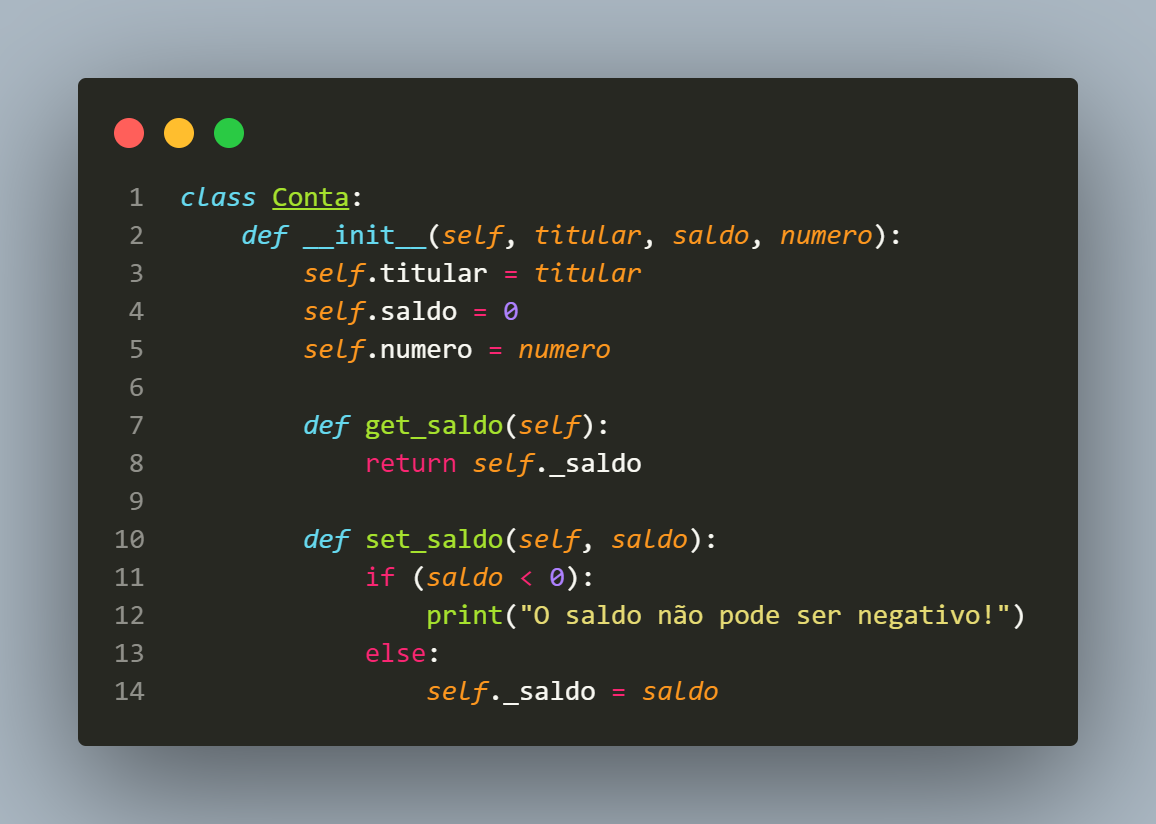 1 class Conta:
2     def __init__(self, titular, saldo, numero):
3         self.titular = titular
4         self.saldo = 0
5         self.numero = numero
6
7         def get_saldo(self):
8             return self._saldo
9
10         def set_saldo(self, saldo):
11             if (saldo < 0):
12                 print("O saldo não pode ser negativo!")
13             else:
14                 self._saldo = saldo